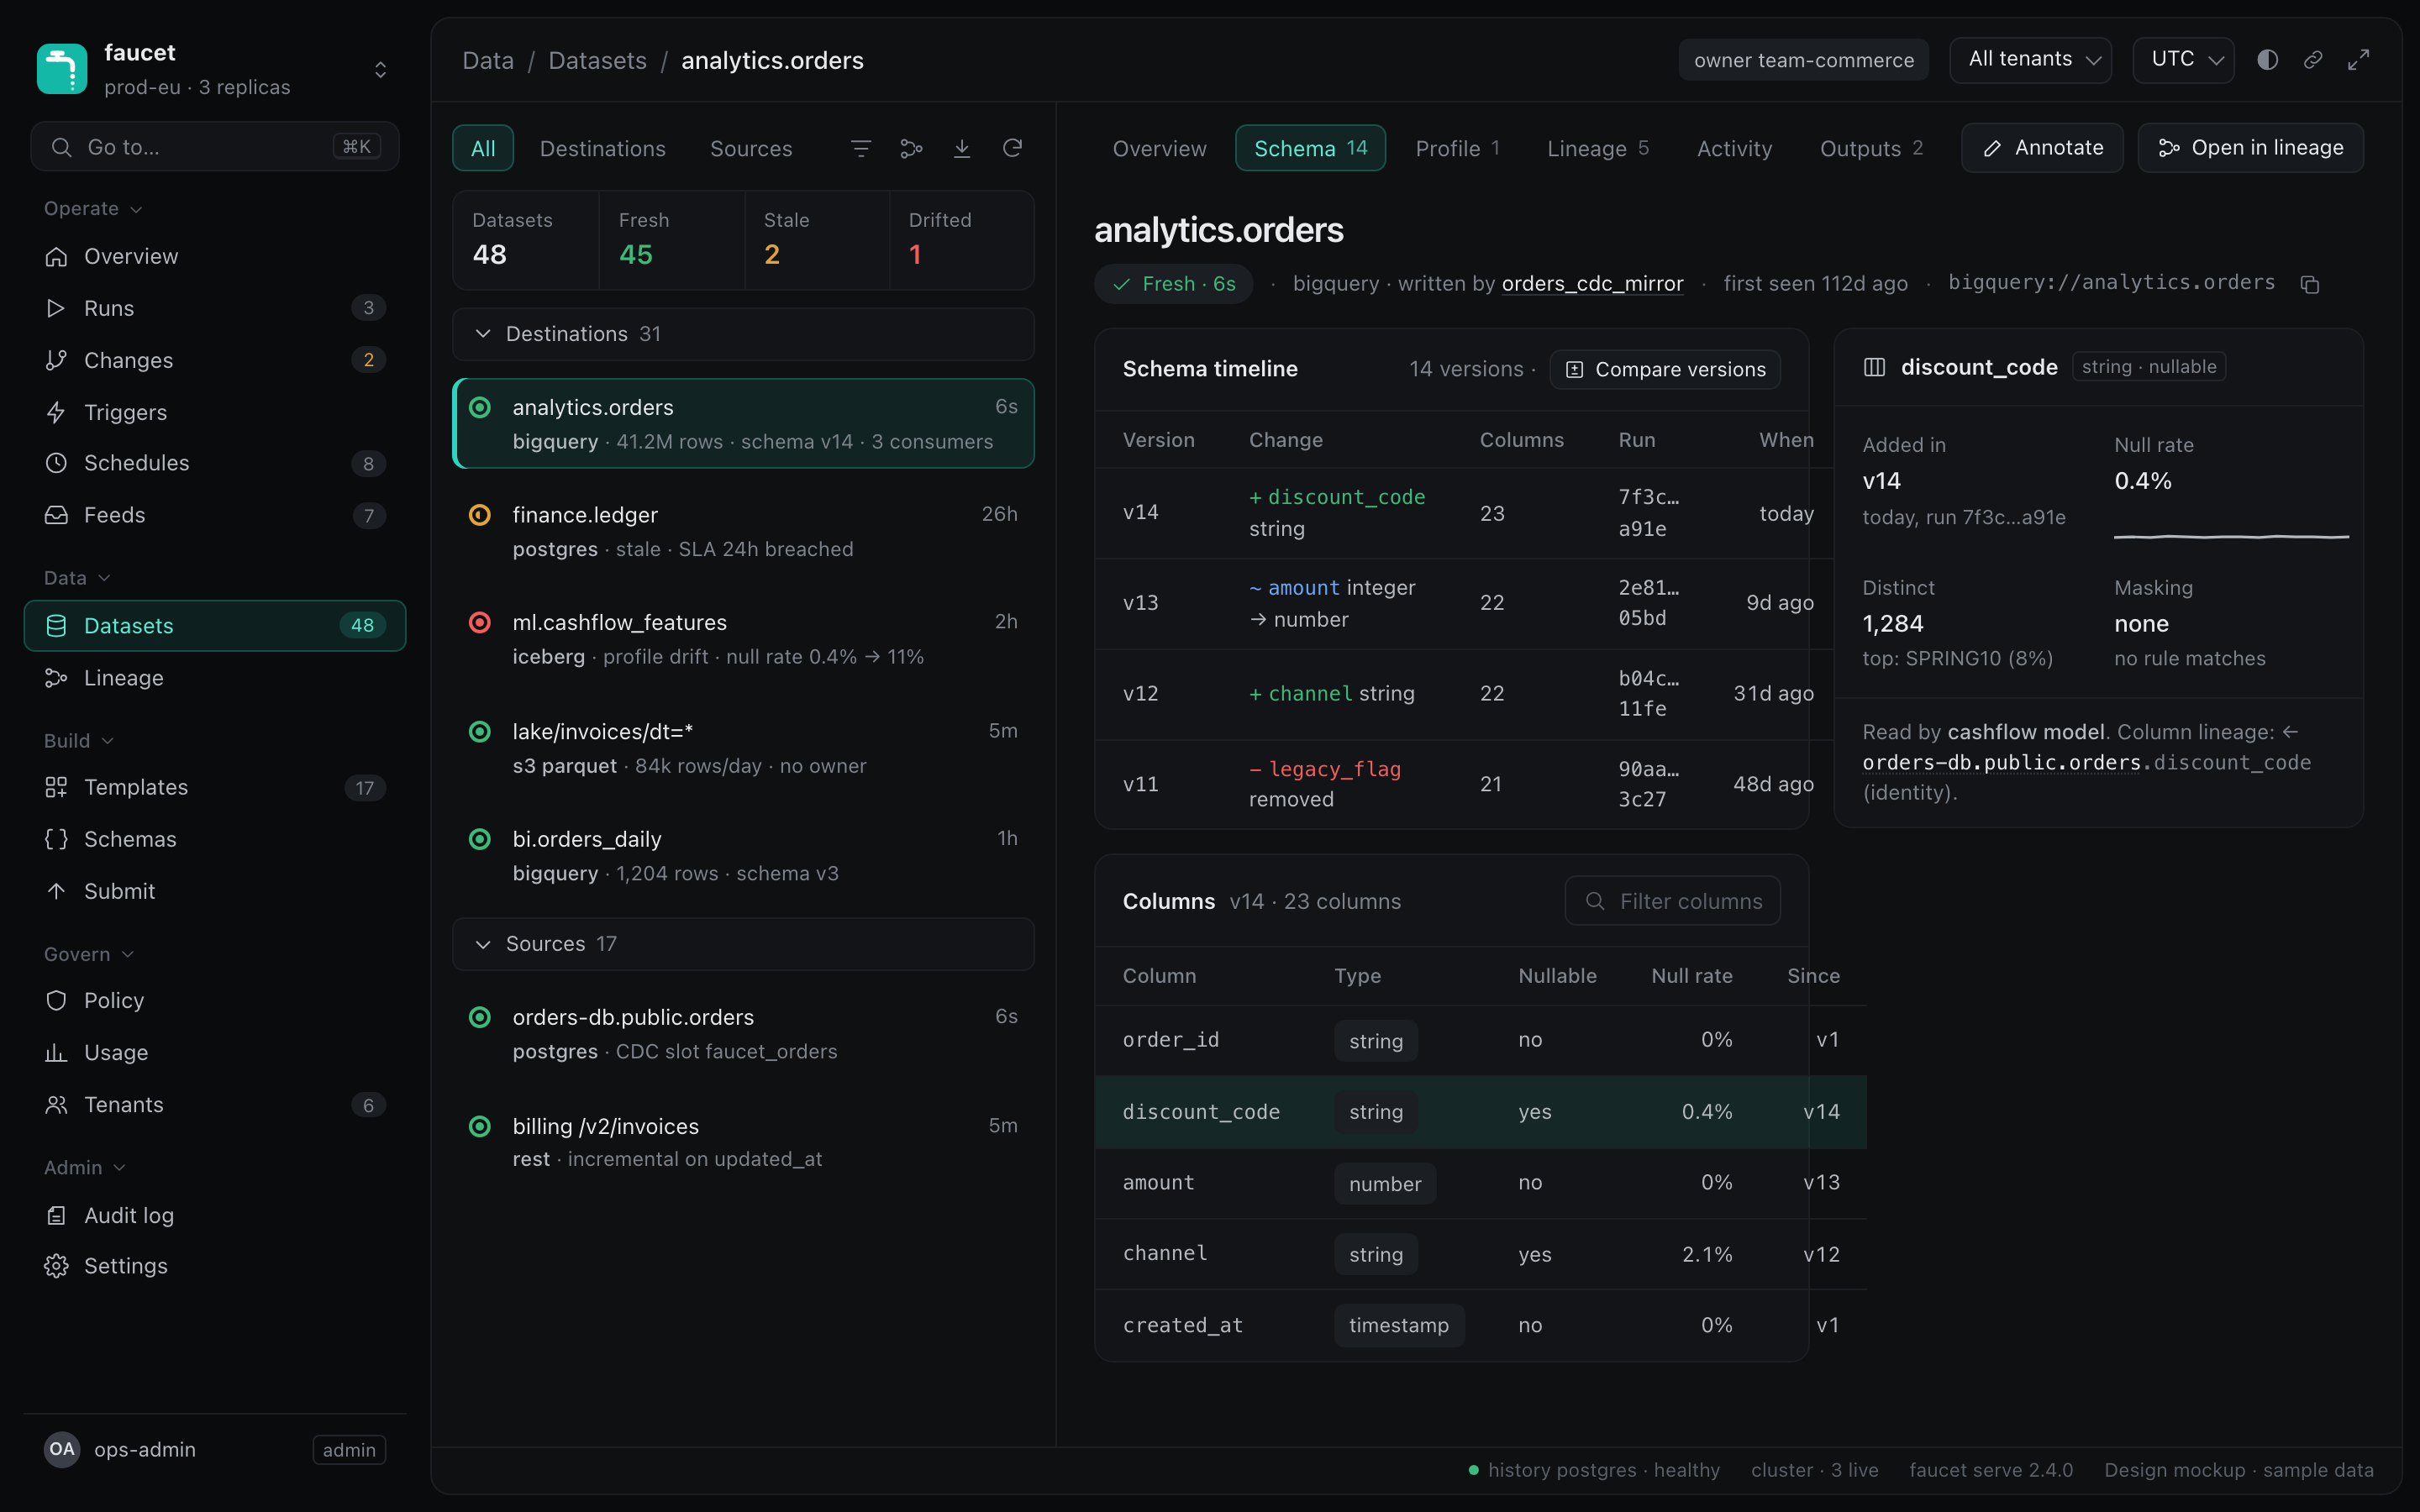 faucet
prod-eu · 3 replicas
Go to...
⌘K
Operate
Overview
Runs 3
Changes 2
Triggers
Schedules 8
Feeds 7
Data
Datasets 48
Lineage
Build
Templates 17
Schemas
Submit
Govern
Policy
Usage
Tenants 6
Admin
Audit log
Settings
OA ops-admin admin
Data / Datasets / analytics.orders
owner team-commerce All tenants UTC
All Destinations Sources
Datasets Fresh Stale Drifted
48 45 2 1
Destinations 31
analytics.orders 6s
bigquery · 41.2M rows · schema v14 · 3 consumers
finance.ledger 26h
postgres · stale · SLA 24h breached
ml.cashflow_features 2h
iceberg · profile drift · null rate 0.4% → 11%
lake/invoices/dt=* 5m
s3 parquet · 84k rows/day · no owner
bi.orders_daily 1h
bigquery · 1,204 rows · schema v3
Sources 17
orders-db.public.orders 6s
postgres · CDC slot faucet_orders
billing /v2/invoices 5m
rest · incremental on updated_at
Overview Schema 14 Profile 1 Lineage 5 Activity Outputs 2 Annotate Open in lineage
analytics.orders
Fresh · 6s · bigquery · written by orders_cdc_mirror · first seen 112d ago · bigquery://analytics.orders
Schema timeline 14 versions · Compare versions
Version Change Columns Run When
v14 + discount_code string 23 7f3c… a91e today
v13 ~ amount integer → number 22 2e81… 05bd 9d ago
v12 + channel string 22 b04c… 11fe 31d ago
v11 − legacy_flag removed 21 90aa… 3c27 48d ago
Columns v14 · 23 columns Filter columns
Column Type Nullable Null rate Since
order_id string no 0% v1
discount_code string yes 0.4% v14
amount number no 0% v13
channel string yes 2.1% v12
created_at timestamp no 0% v1
discount_code string · nullable
Added in Null rate
v14 0.4%
today, run 7f3c…a91e
Distinct Masking
1,284 none
top: SPRING10 (8%) no rule matches
Read by cashflow model. Column lineage: ←
orders-db.public.orders.discount_code
(identity).
history postgres · healthy cluster · 3 live faucet serve 2.4.0 Design mockup · sample data